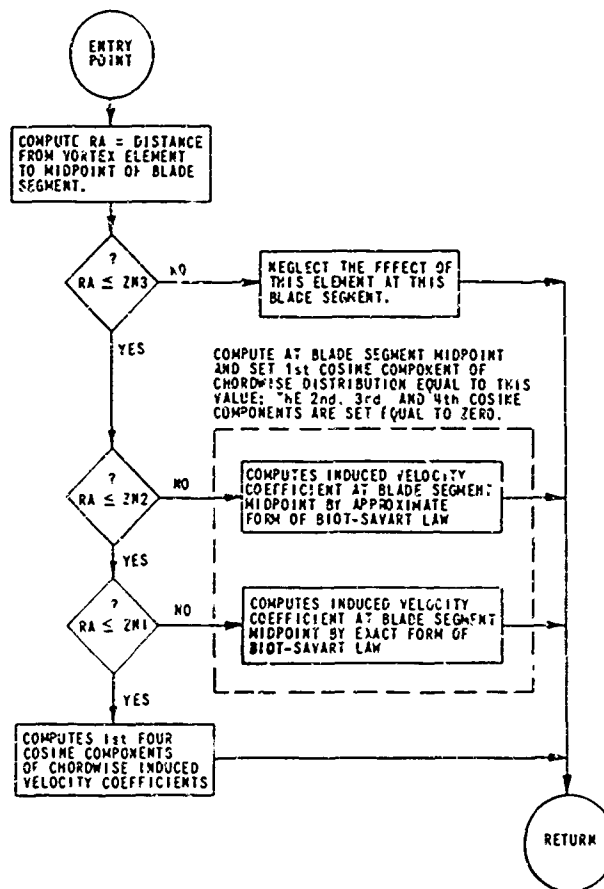 ENTRY
POINT
COMPUTE RA = DISTANCE
FROM VORTEX ELEMENT
TO MIDPOINT OF BLADE
SEGMENT.
?
RA ≤ ZM3
NO
NEGLECT THE EFFECT OF
THIS ELEMENT AT THIS
BLADE SEGMENT.
YES
COMPUTE AT BLADE SEGMENT MIDPOINT
AND SET 1st COSINE COMPONENT OF
CHORDWISE DISTRIBUTION EQUAL TO THIS
VALUE; THE 2nd, 3rd AND 4th COSINE
COMPONENTS ARE SET EQUAL TO ZERO.
?
RA ≤ ZM2
NO
COMPUTES INDUCED VELOCITY
COEFFICIENT AT BLADE SEGMENT
MIDPOINT BY APPROXIMATE
FORM OF BIOT-SAVART LAW
YES
?
RA ≤ ZM1
NO
COMPUTES INDUCED VELOCITY
COEFFICIENT AT BLADE SEGMENT
MIDPOINT BY EXACT FORM OF
BIOT-SAVART LAW
YES
COMPUTES 1st FOUR
COSINE COMPONENTS
OF CHORDWISE INDUCED
VELOCITY COEFFICIENTS
RETURN